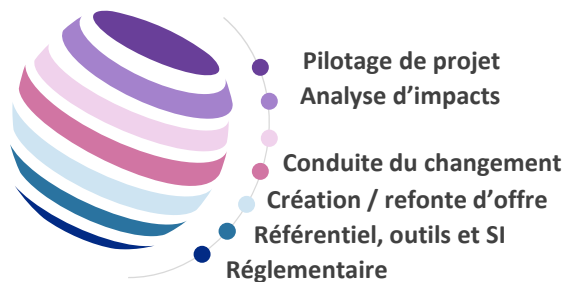 Pilotage de projet
Analyse d’impacts
Conduite du changement
Création / refonte d’offre
Référentiel, outils et SI
Réglementaire